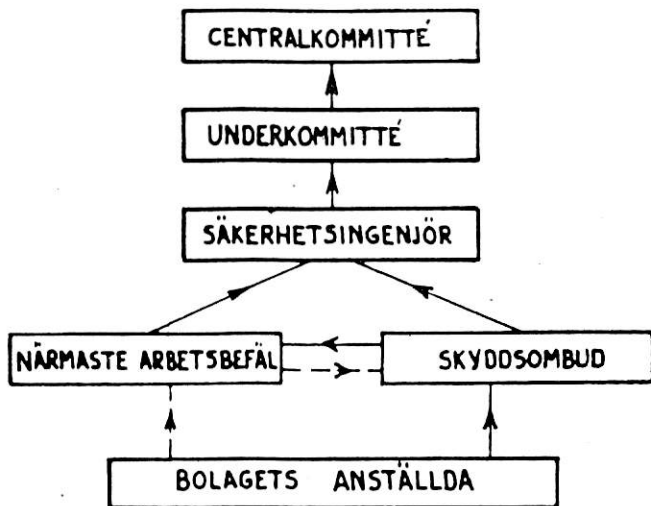 CENTRALKOMMITTÉ
UNDERKOMMITTÉ
SÄKERHETSINGENJÖR
NÄRMASTE ARBETSBEFÄL
SKYDDSOMBUD
BOLAGETS ANSTÄLLDA